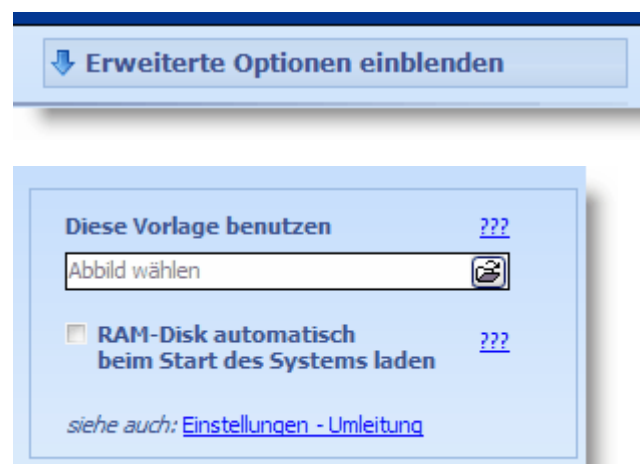 Erweiterte Optionen einblenden
Diese Vorlage benutzen ???
Abbild wählen
RAM-Disk automatisch
beim Start des Systems laden ???
siehe auch: Einstellungen - Umleitung